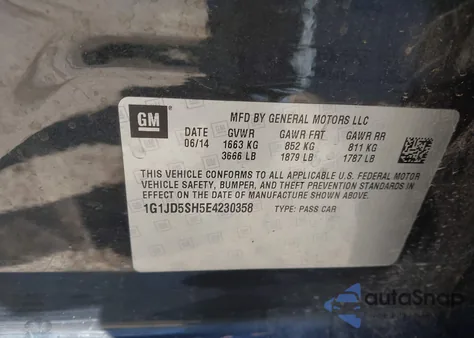 GM
MFD BY GENERAL MOTORS LLC
DATE GVWR GAWR FRT GAWR RR
06/14 1663 KG 852 KG 811 KG
3666 LB 1879 LB 1787 LB
THIS VEHICLE CONFORMS TO ALL APPLICABLE U.S. FEDERAL MOTOR
VEHICLE SAFETY, BUMPER, AND THEFT PREVENTION STANDARDS IN
EFFECT ON THE DATE OF MANUFACTURE SHOWN ABOVE.
1G1JD5SH5E4230358 TYPE: PASS CAR
autoSnap